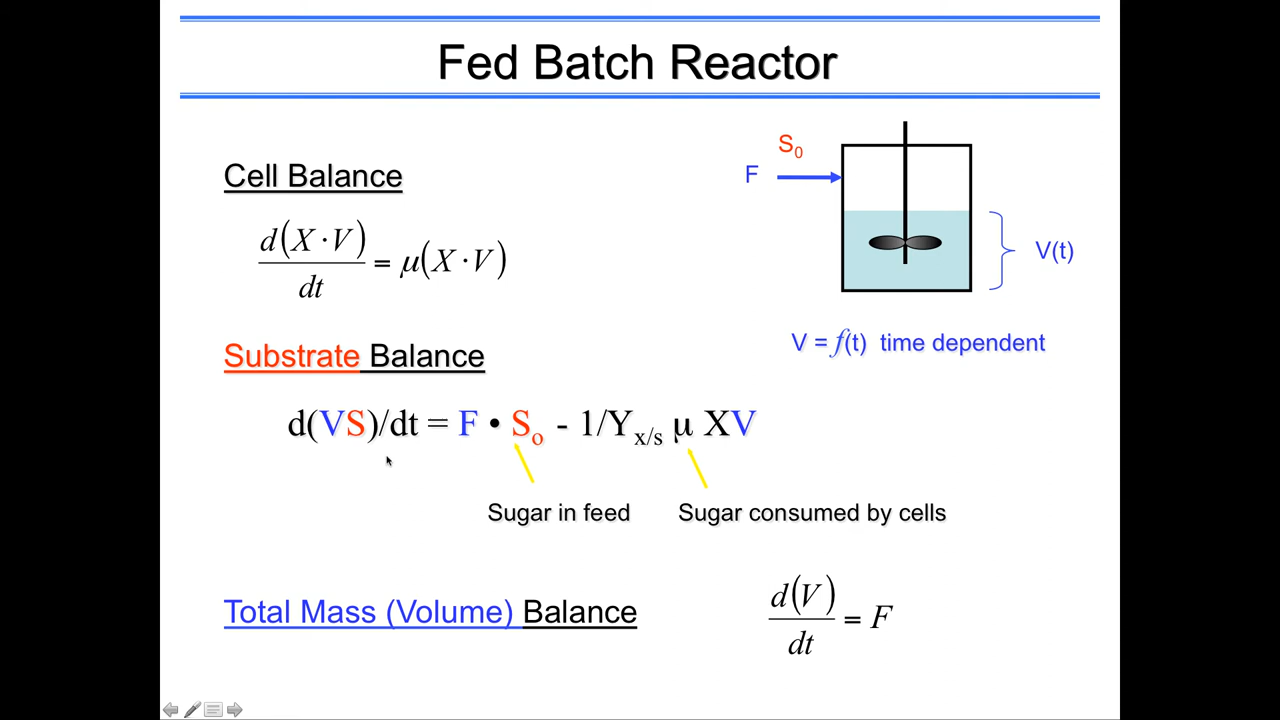 Fed Batch Reactor
S₀
F
Cell Balance
d(X·V)/dt = μ(X·V)
V(t)
V = f(t) time dependent
Substrate Balance
d(VS)/dt = F • Sₒ - 1/Yₓ/ₛ μ XV
Sugar in feed
Sugar consumed by cells
Total Mass (Volume) Balance
d(V)/dt = F